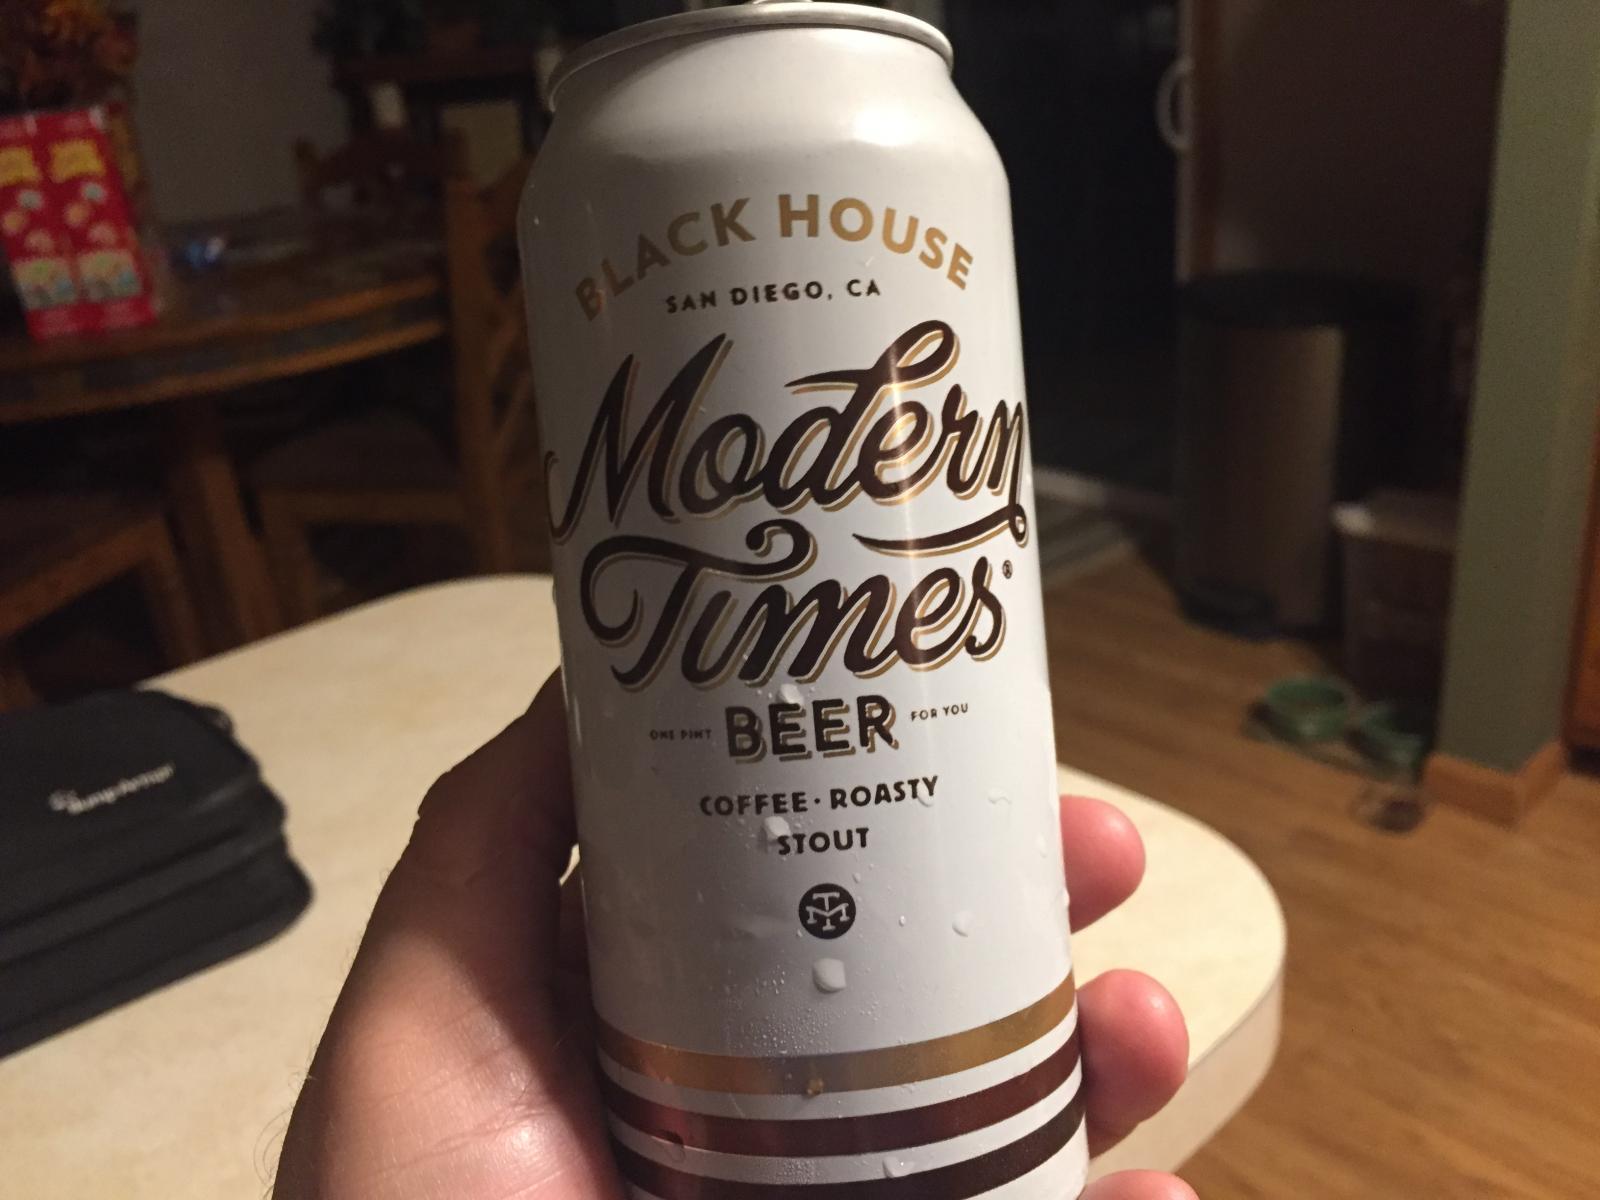 BLACK HOUSE
SAN DIEGO, CA
Modern
Times®
ONE PINT BEER FOR YOU
COFFEE · ROASTY
STOUT